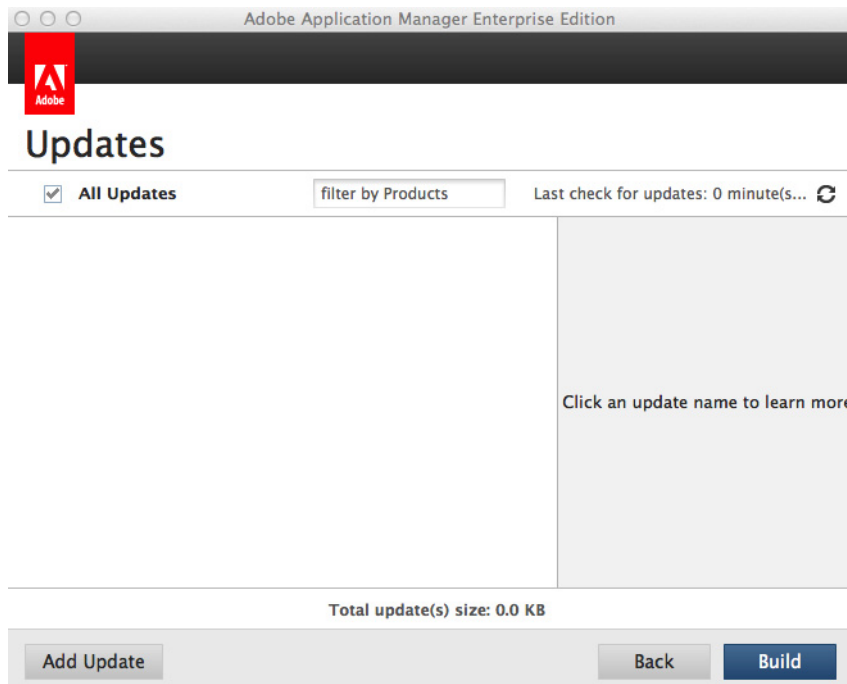 Adobe Application Manager Enterprise Edition
Adobe
Updates
All Updates
filter by Products
Last check for updates: 0 minute(s...
Click an update name to learn more
Total update(s) size: 0.0 KB
Add Update
Back
Build